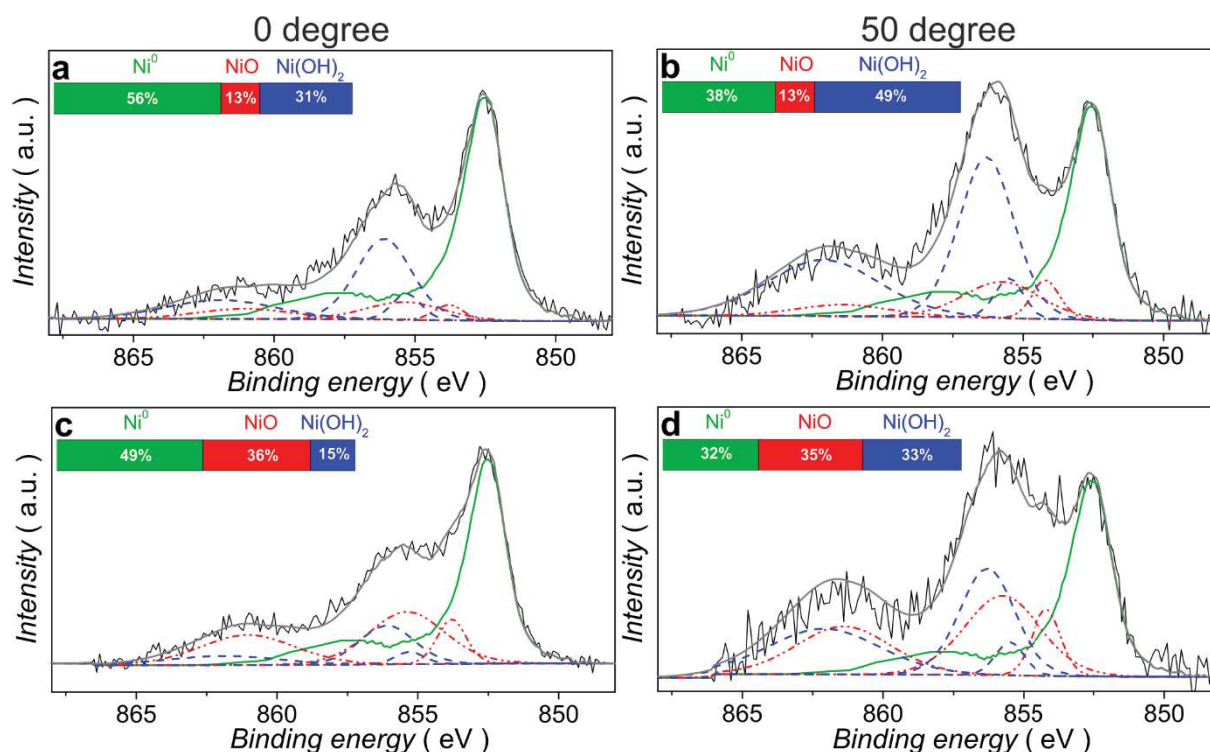 0 degree
50 degree
a
Ni⁰ NiO Ni(OH)₂
56% 13% 31%
Intensity ( a.u. )
865 860 855 850
Binding energy ( eV )
b
Ni⁰ NiO Ni(OH)₂
38% 13% 49%
Intensity ( a.u. )
865 860 855 850
Binding energy ( eV )
c
Ni⁰ NiO Ni(OH)₂
49% 36% 15%
Intensity ( a.u. )
865 860 855 850
Binding energy ( eV )
d
Ni⁰ NiO Ni(OH)₂
32% 35% 33%
Intensity ( a.u. )
865 860 855 850
Binding energy ( eV )